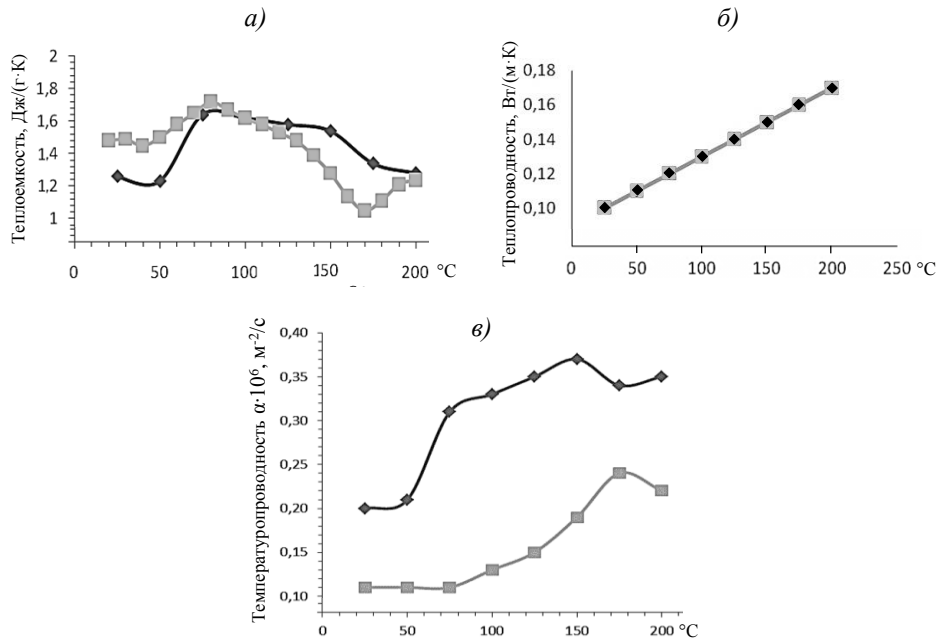 а)
Теплоемкость, Дж/(г·К)
2
1,8
1,6
1,4
1,2
1
0 50 100 150 200 °C
б)
Теплопроводность, Вт/(м·К)
0,18
0,16
0,14
0,12
0,10
0 50 100 150 200 250 °C
в)
Температуропроводность α·10⁶, м⁻²/с
0,40
0,35
0,30
0,25
0,20
0,15
0,10
0 50 100 150 200 °C